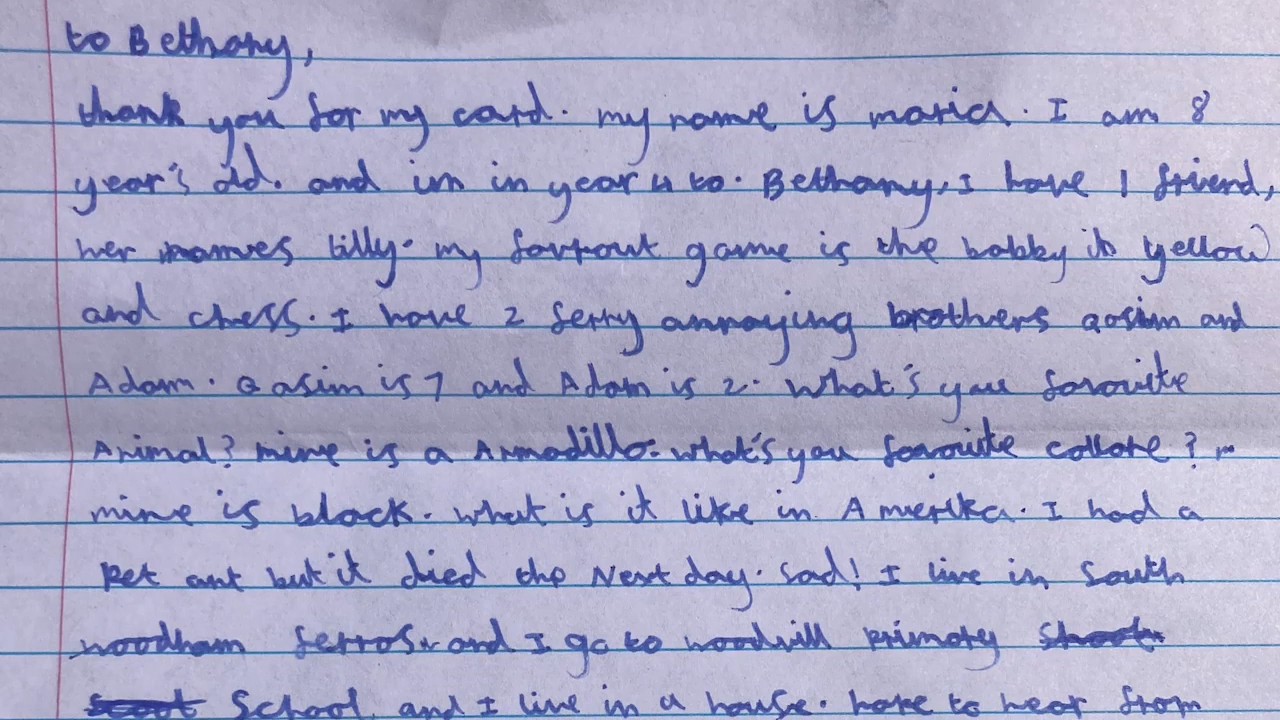 to Bethany,
thank you for my card. my name is maria. I am 8
year's old. and im in year 4 to. Bethany, I have 1 friend,
her names lilly. my favrout game is the hobby in yellow
and chess. I have 2 ferry annoying brothers Qasim and
Adam. Qasim is 7 and Adam is 2. What's you favouite
Animal? mine is a Armadillo. what's you favouite collore?
mine is black. what is it like in Amerika. I had a
Pet ant but it died the Next day. sad! I live in South
woodham ferros. and I go to woodvill primary
School, and I live in a house. hope to hear from